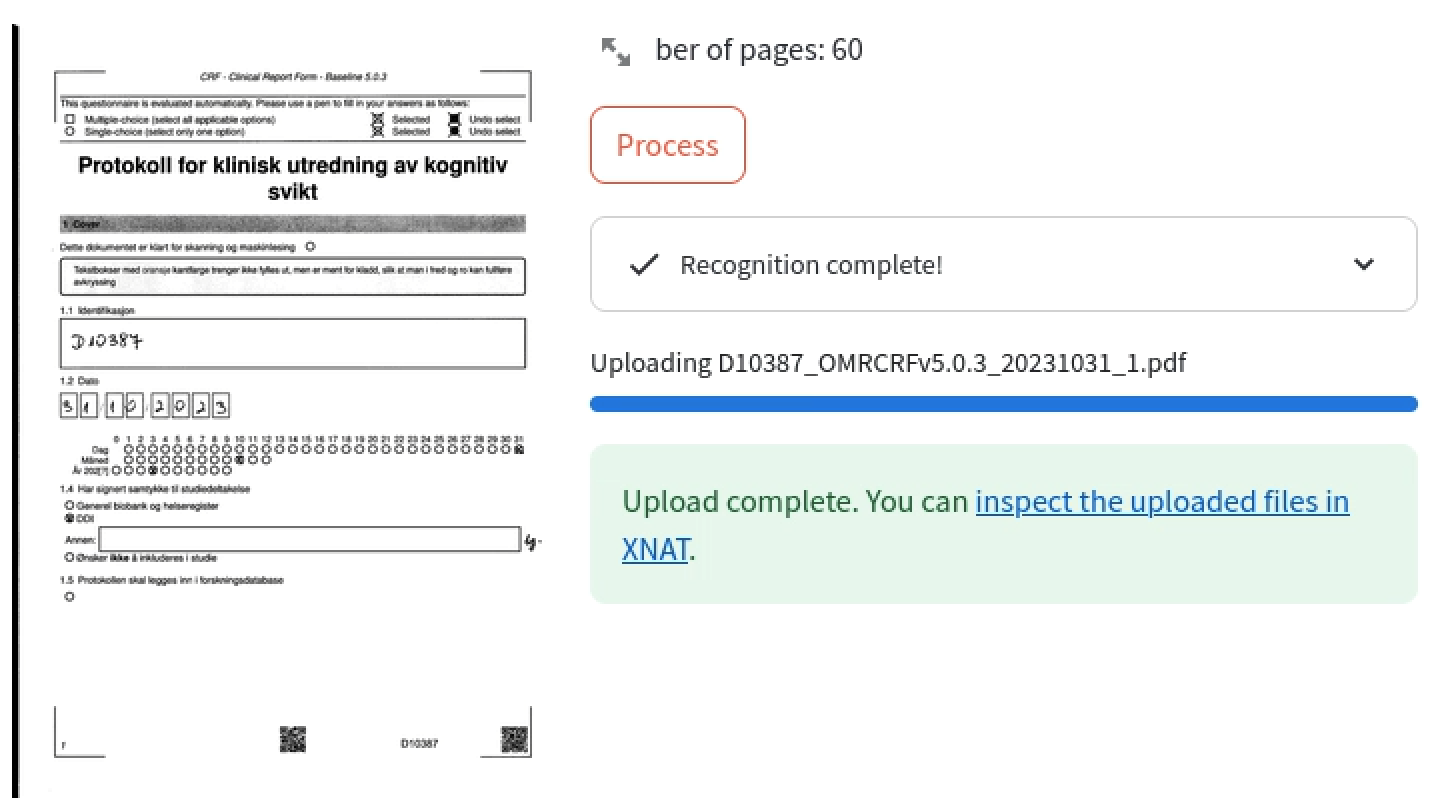 CRF - Clinical Report Form - Baseline 5.0.3
This questionnaire is evaluated automatically. Please use a pen to fill in your answers as follows:
Multiple-choice (select all applicable options) Selected Undo select
Single-choice (select only one option) Selected Undo select
Protokoll for klinisk utredning av kognitiv
svikt
1 Cover
Dette dokumentet er klart for skanning og maskinlesing
Tekstbokser med oransje kantfarge trenger ikke fylles ut, men er ment for kladd, slik at man i fred og ro kan fullføre
avkryssing
1.1 Identifikasjon
D10387
1.2 Dato
31/10/2023
0 1 2 3 4 5 6 7 8 9 10 11 12 13 14 15 16 17 18 19 20 21 22 23 24 25 26 27 28 29 30 31
Dag
Måned
År 202[?]
1.4 Har signert samtykke til studiedeltakelse
Generell biobank og helseregister
DDI
Annen:
Ønsker ikke å inkluderes i studie
1.5 Protokollen skal legges inn i forskningsdatabase
D10387
ber of pages: 60
Process
Recognition complete!
Uploading D10387_OMRCRFv5.0.3_20231031_1.pdf
Upload complete. You can inspect the uploaded files in
XNAT.